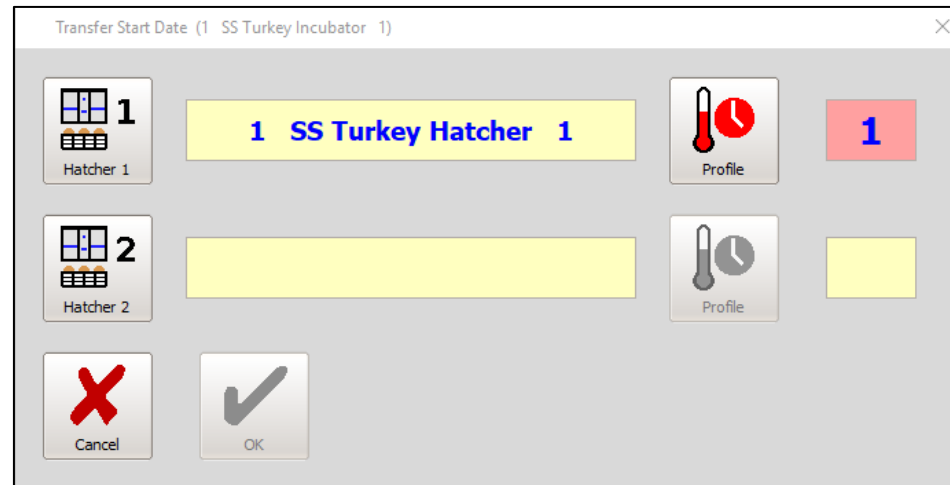 Transfer Start Date (1 SS Turkey Incubator 1)
1
Hatcher 1
1 SS Turkey Hatcher 1
Profile
1
2
Hatcher 2
Profile
Cancel
OK